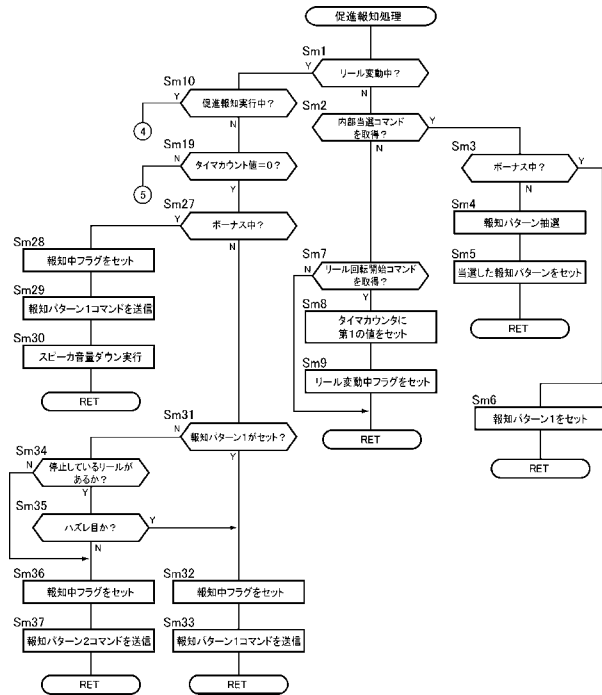 促進報知処理
Sm1
Y
リール変動中?
N
Sm10
Y
促進報知実行中?
N
4
Sm2
内部当選コマンド
を取得?
Y
N
Sm19
N
タイマカウント値=0?
Y
5
Sm3
ボーナス中?
Y
N
Sm27
Y
ボーナス中?
N
Sm4
報知パターン抽選
Sm5
当選した報知パターンをセット
RET
Sm28
報知中フラグをセット
Sm29
報知パターン1コマンドを送信
Sm30
スピーカ音量ダウン実行
RET
Sm7
N
リール回転開始コマンド
を取得?
Y
Sm8
タイマカウンタに
第1の値をセット
Sm9
リール変動中フラグをセット
RET
Sm6
報知パターン1をセット
RET
Sm31
N
報知パターン1がセット?
Y
Sm34
N
停止しているリールが
あるか?
Y
Sm35
ハズレ目か?
Y
N
Sm36
報知中フラグをセット
Sm37
報知パターン2コマンドを送信
RET
Sm32
報知中フラグをセット
Sm33
報知パターン1コマンドを送信
RET